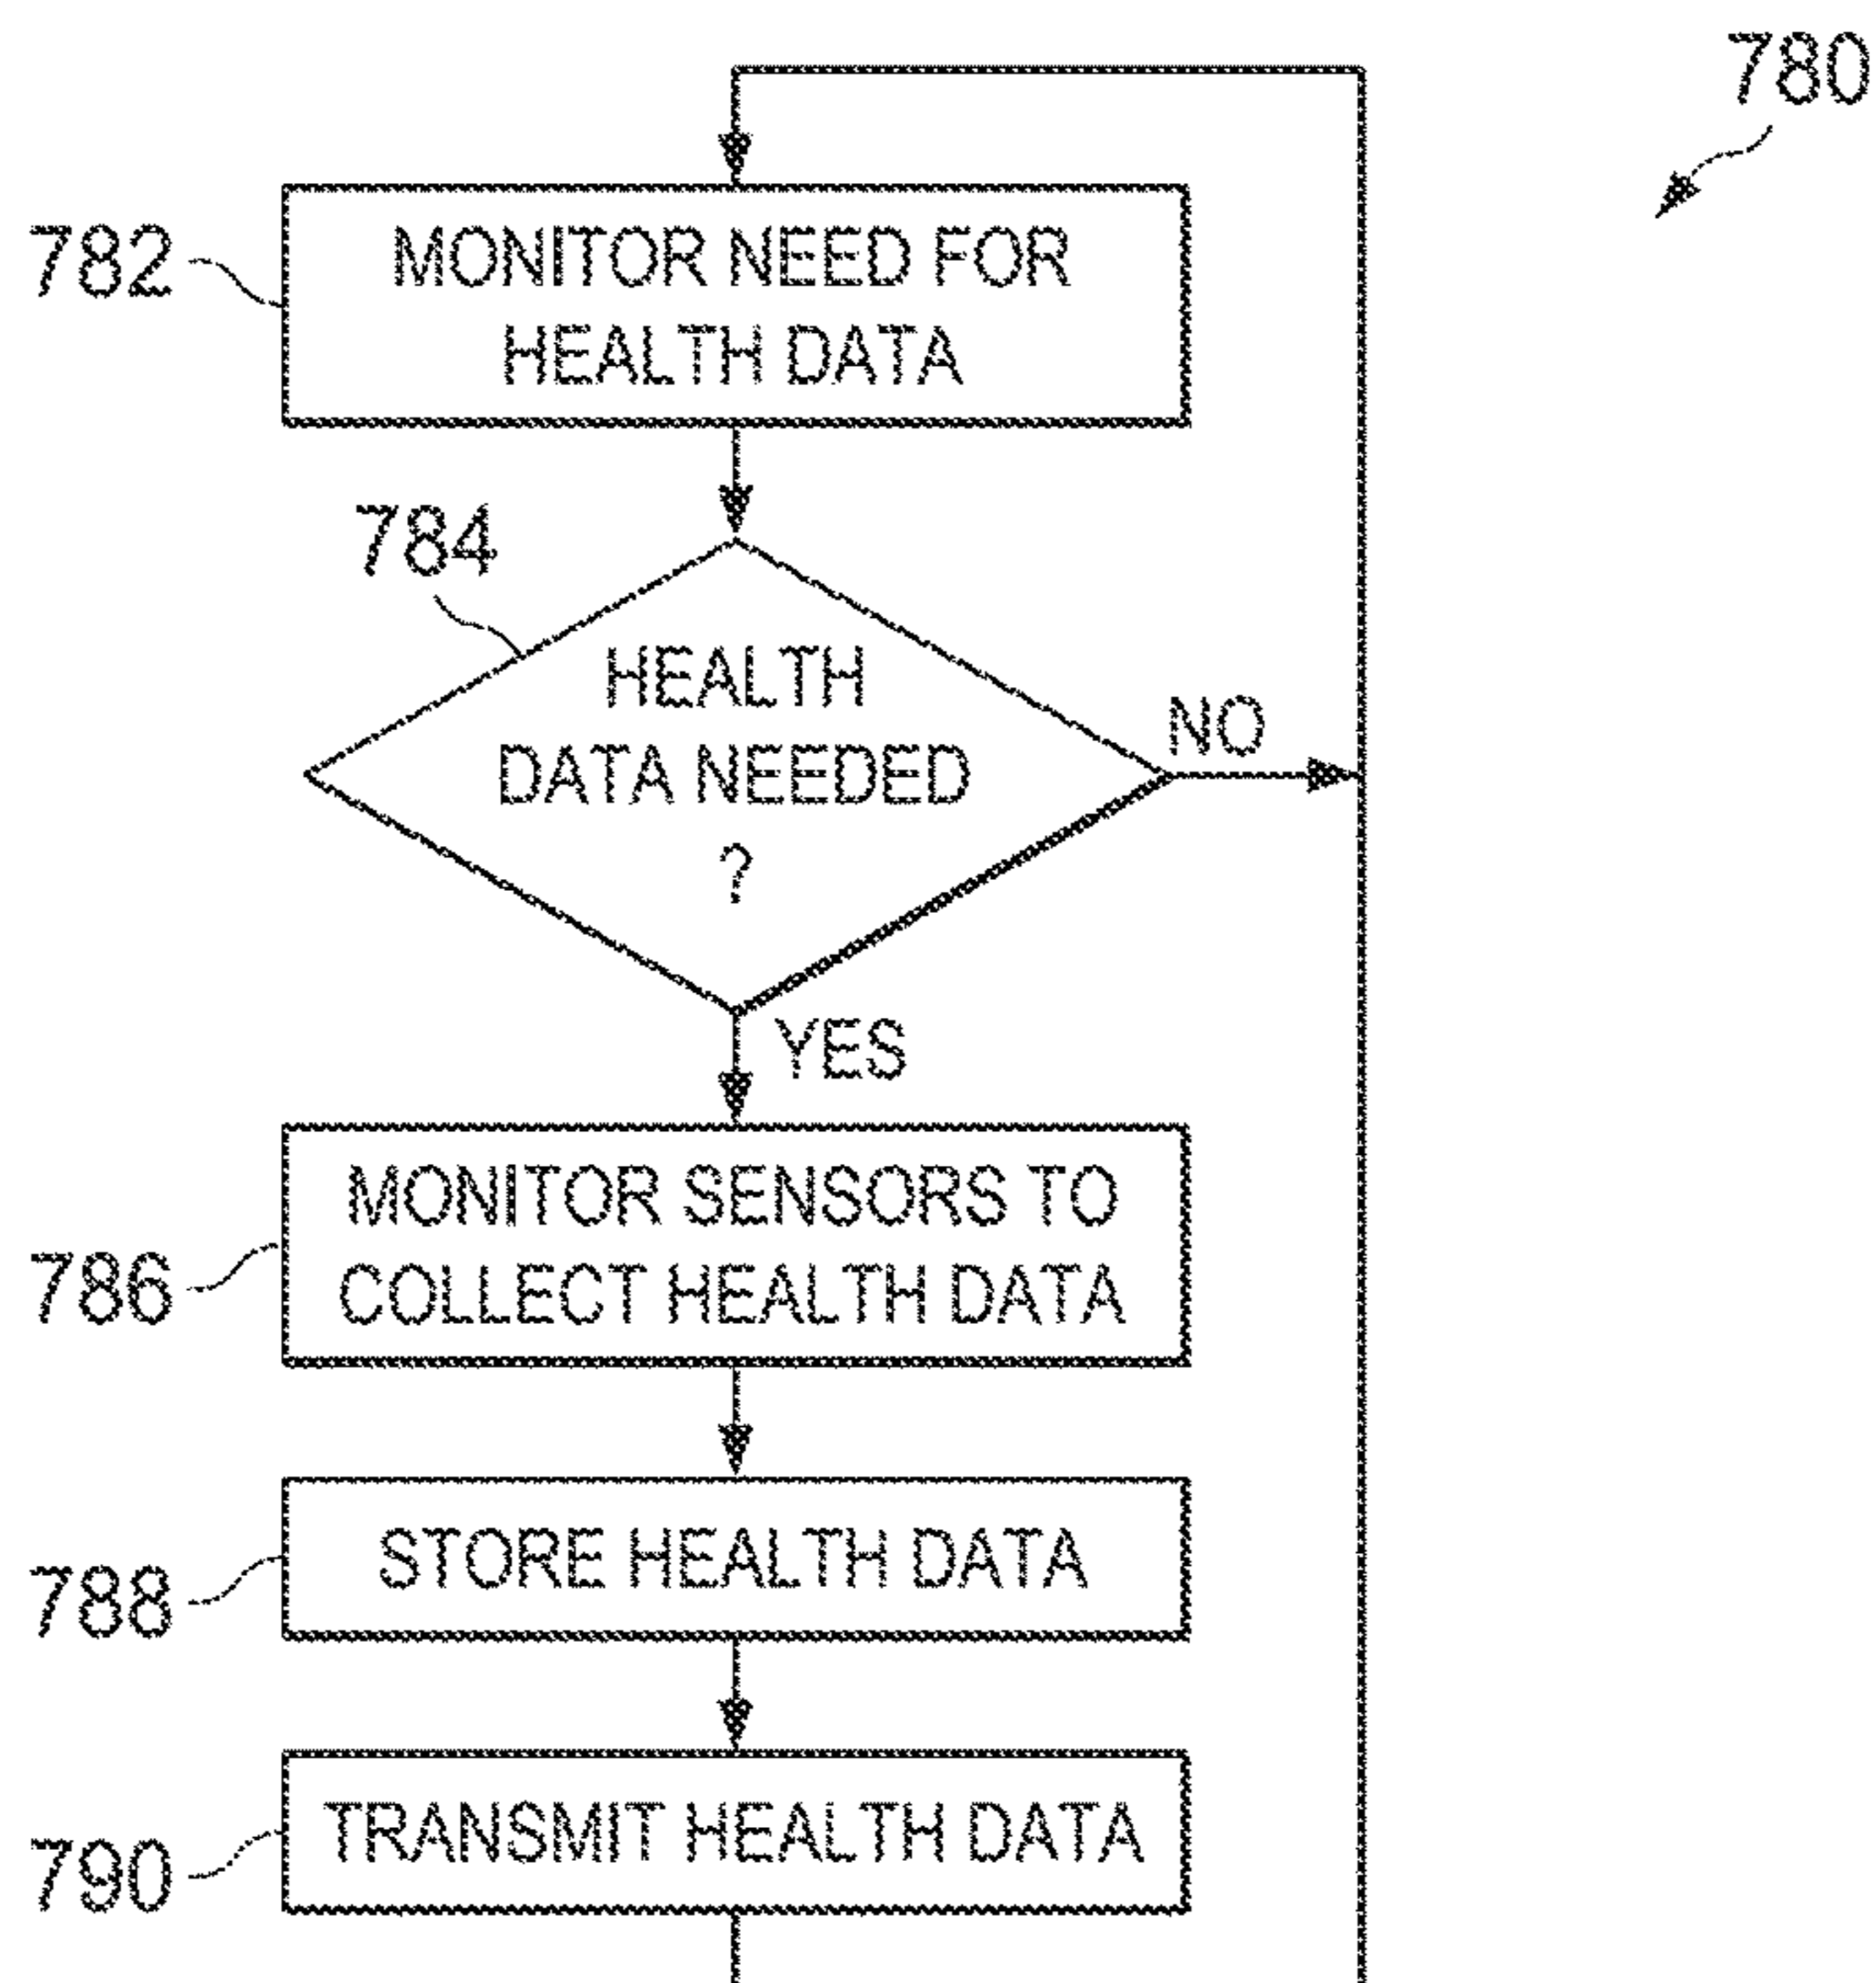 780
782
MONITOR NEED FOR
HEALTH DATA
784
HEALTH
DATA NEEDED
?
NO
YES
786
MONITOR SENSORS TO
COLLECT HEALTH DATA
788
STORE HEALTH DATA
790
TRANSMIT HEALTH DATA